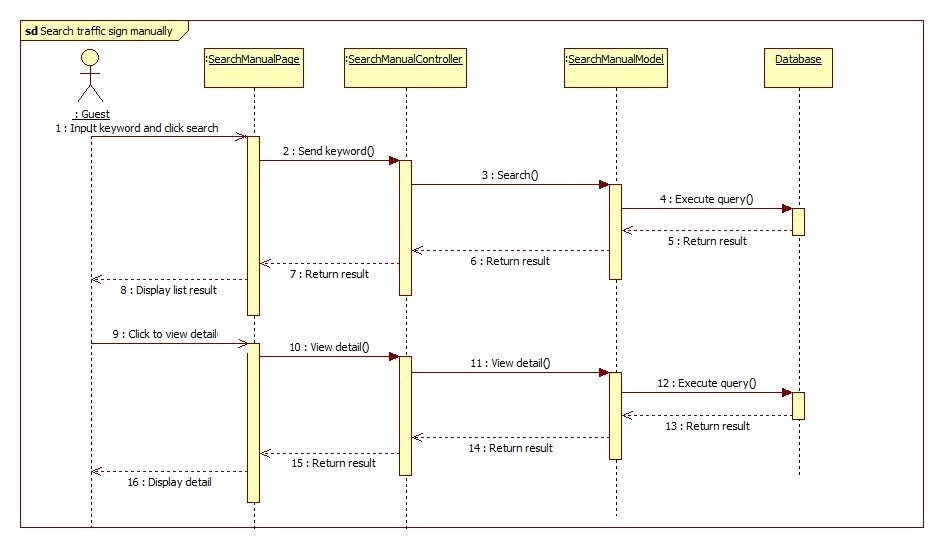 sd Search traffic sign manually
:SearchManualPage
:SearchManualController
:SearchManualModel
Database
: Guest
1 : Input keyword and click search
2 : Send keyword()
3 : Search()
4 : Execute query()
5 : Return result
6 : Return result
7 : Return result
8 : Display list result
9 : Click to view detail
10 : View detail()
11 : View detail()
12 : Execute query()
13 : Return result
14 : Return result
15 : Return result
16 : Display detail